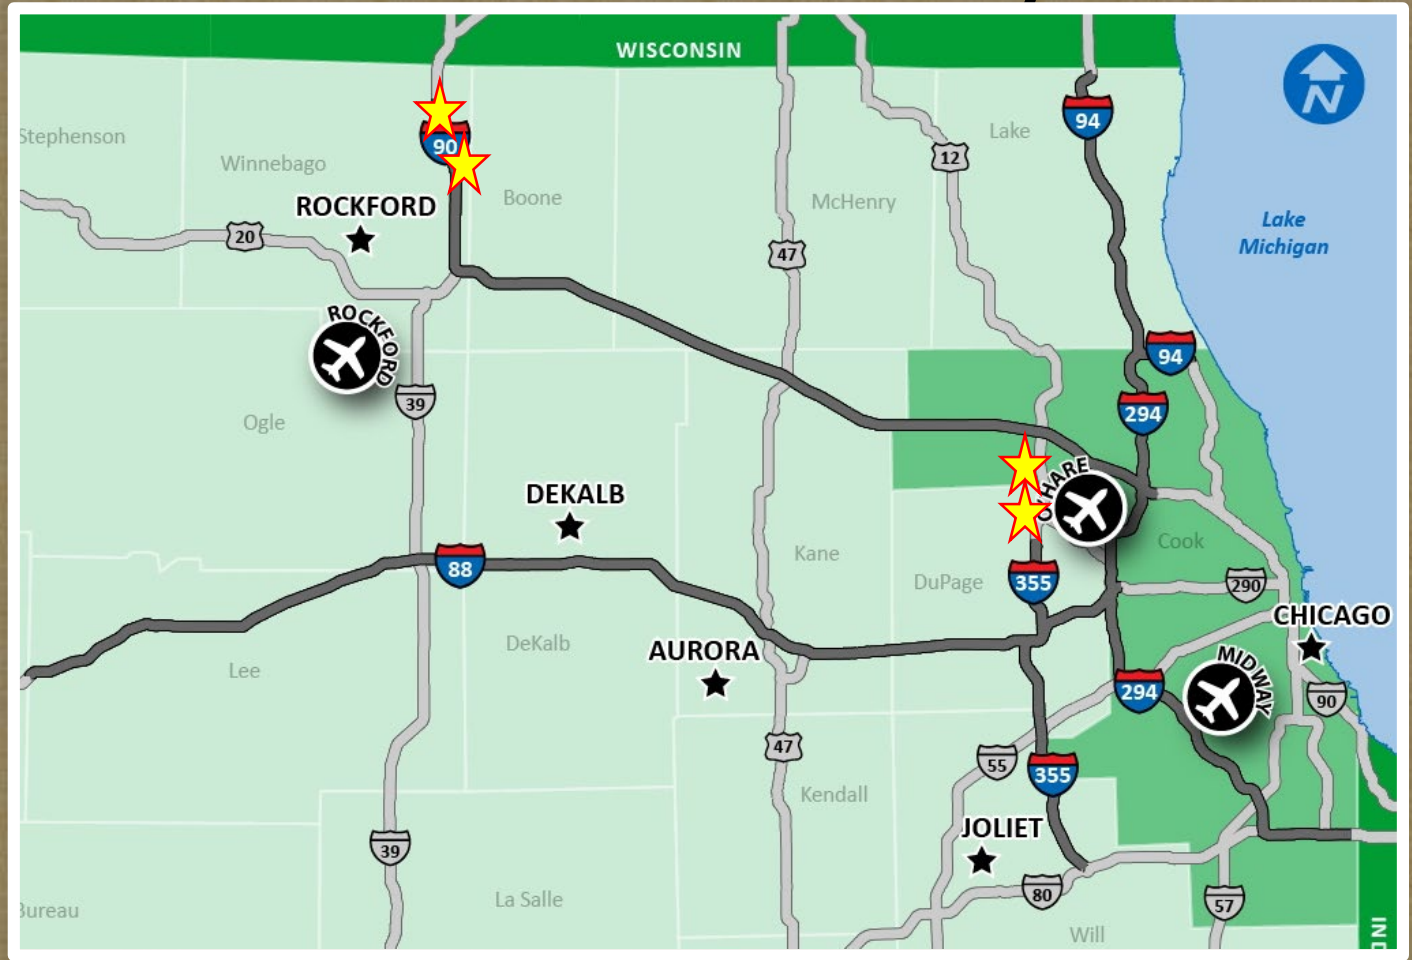 WISCONSIN
N
94
Stephenson
90
Lake
12
Winnebago
Boone
McHenry
ROCKFORD
20
47
Lake
Michigan
ROCKFORD
94
39
294
Ogle
O'HARE
DEKALB
Cook
Kane
88
355
DuPage
290
CHICAGO
DeKalb
AURORA
Lee
MIDWAY
294
90
47
55
355
Kendall
JOLIET
39
80
57
La Salle
Bureau
Will